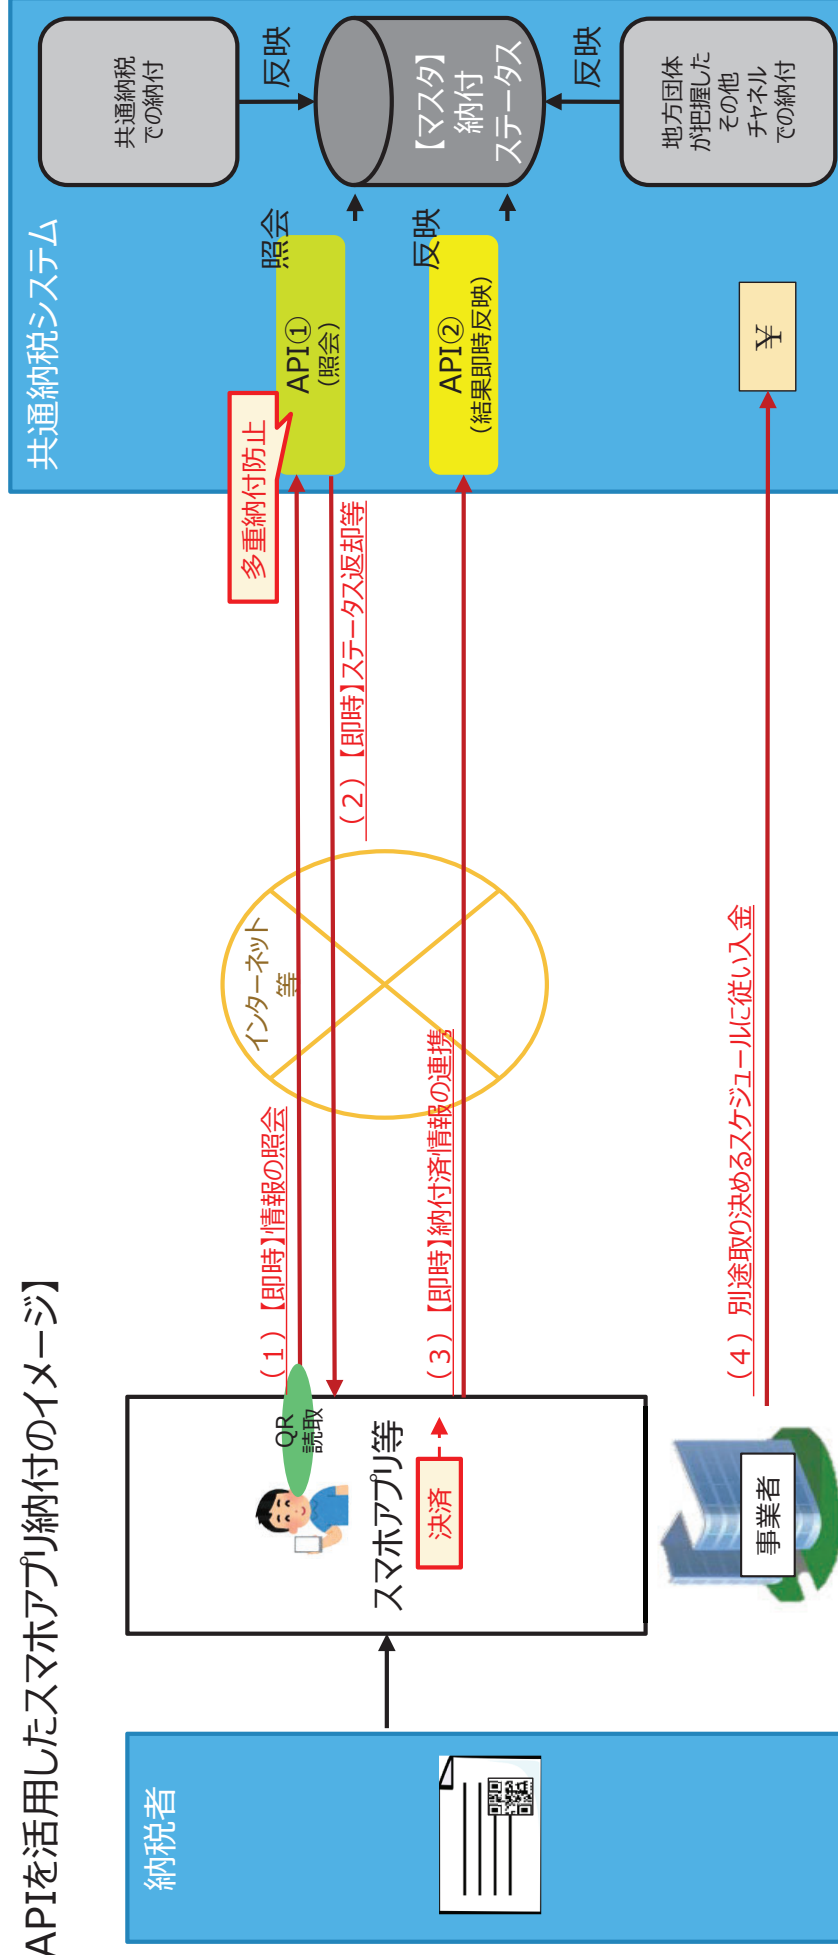 APIを活用したスマホアプリ納付のイメージ】
納税者
QR
読取
スマホアプリ等
決済
事業者
(1)【即時】情報の照会
インターネット
等
(2)【即時】ステータス返却等
(3)【即時】納付済情報の連携
(4)別途取り決めるスケジュールに従い入金
共通納税システム
多重納付防止
API①
(照会)
照会
API②
(結果即時反映)
反映
¥
共通納税
での納付
反映
【マスタ】
納付
ステータス
反映
地方団体
が把握した
その他
チャネル
での納付